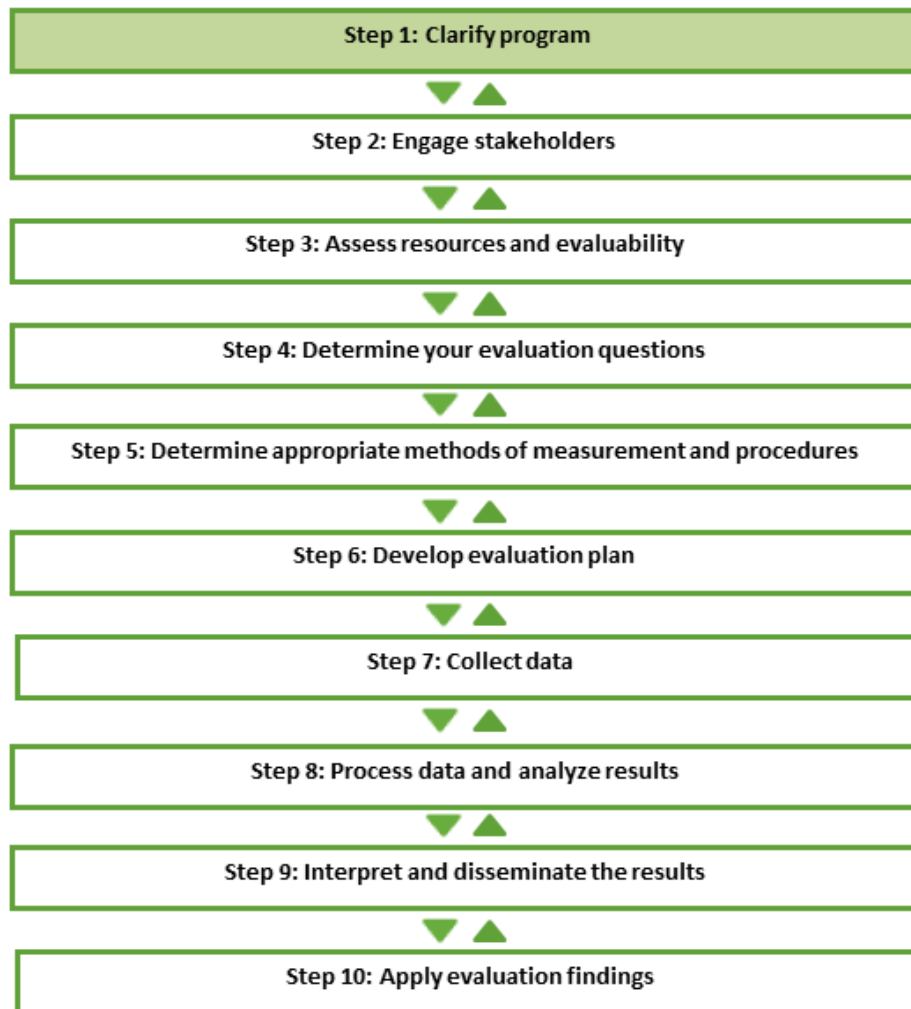 Step 1: Clarify program
Step 2: Engage stakeholders
Step 3: Assess resources and evaluability
Step 4: Determine your evaluation questions
Step 5: Determine appropriate methods of measurement and procedures
Step 6: Develop evaluation plan
Step 7: Collect data
Step 8: Process data and analyze results
Step 9: Interpret and disseminate the results
Step 10: Apply evaluation findings